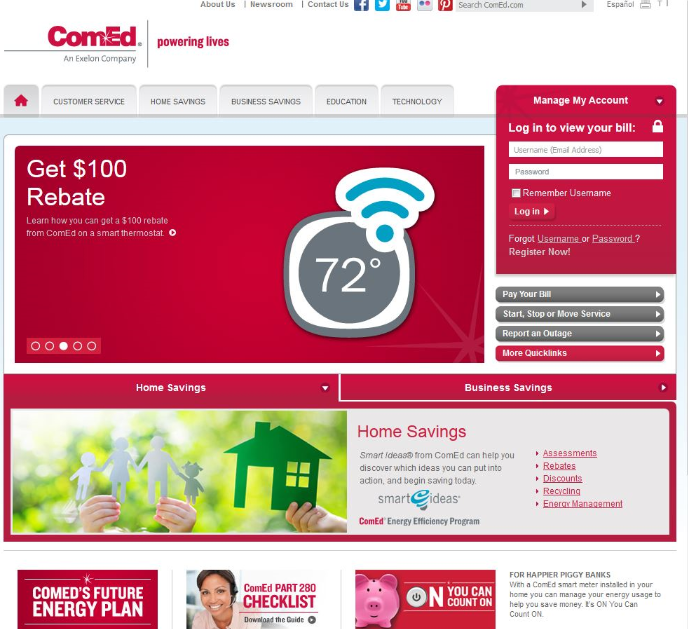 About Us | Newsroom | Contact Us
You Tube
Search ComEd.com
Español
ComEd®
powering lives
An Exelon Company
CUSTOMER SERVICE
HOME SAVINGS
BUSINESS SAVINGS
EDUCATION
TECHNOLOGY
Manage My Account
Log in to view your bill:
Username (Email Address)
Password
Remember Username
Log in
Forgot Username or Password ?
Register Now!
Get $100
Rebate
Learn how you can get a $100 rebate
from ComEd on a smart thermostat.
72°
Pay Your Bill
Start, Stop or Move Service
Report an Outage
More Quicklinks
Home Savings
Business Savings
Home Savings
Smart Ideas® from ComEd can help you
discover which ideas you can put into
action, and begin saving today.
smart ideas
ComEd® Energy Efficiency Program
Assessments
Rebates
Discounts
Recycling
Energy Management
COMED'S FUTURE
ENERGY PLAN
ComEd PART 280
CHECKLIST
Download the Guide
ON YOU CAN
COUNT ON
FOR HAPPIER PIGGY BANKS
With a ComEd smart meter installed in your
home you can manage your energy usage to
help you save money. It's ON You Can
Count ON.